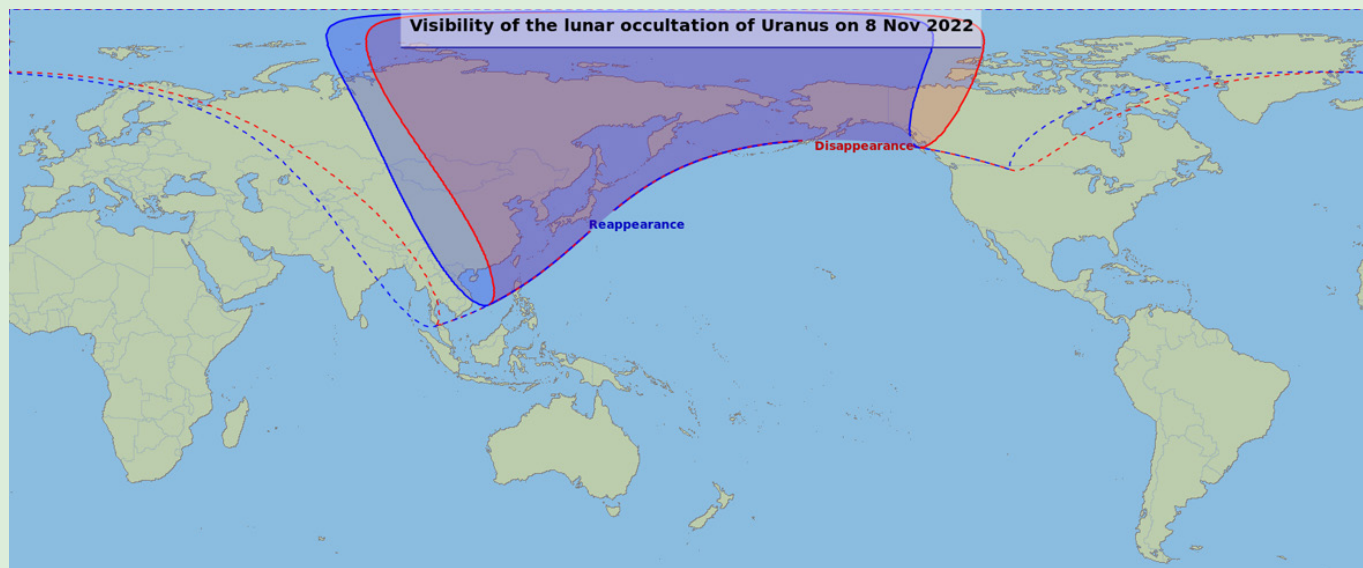 Visibility of the lunar occultation of Uranus on 8 Nov 2022
Disappearance
Reappearance